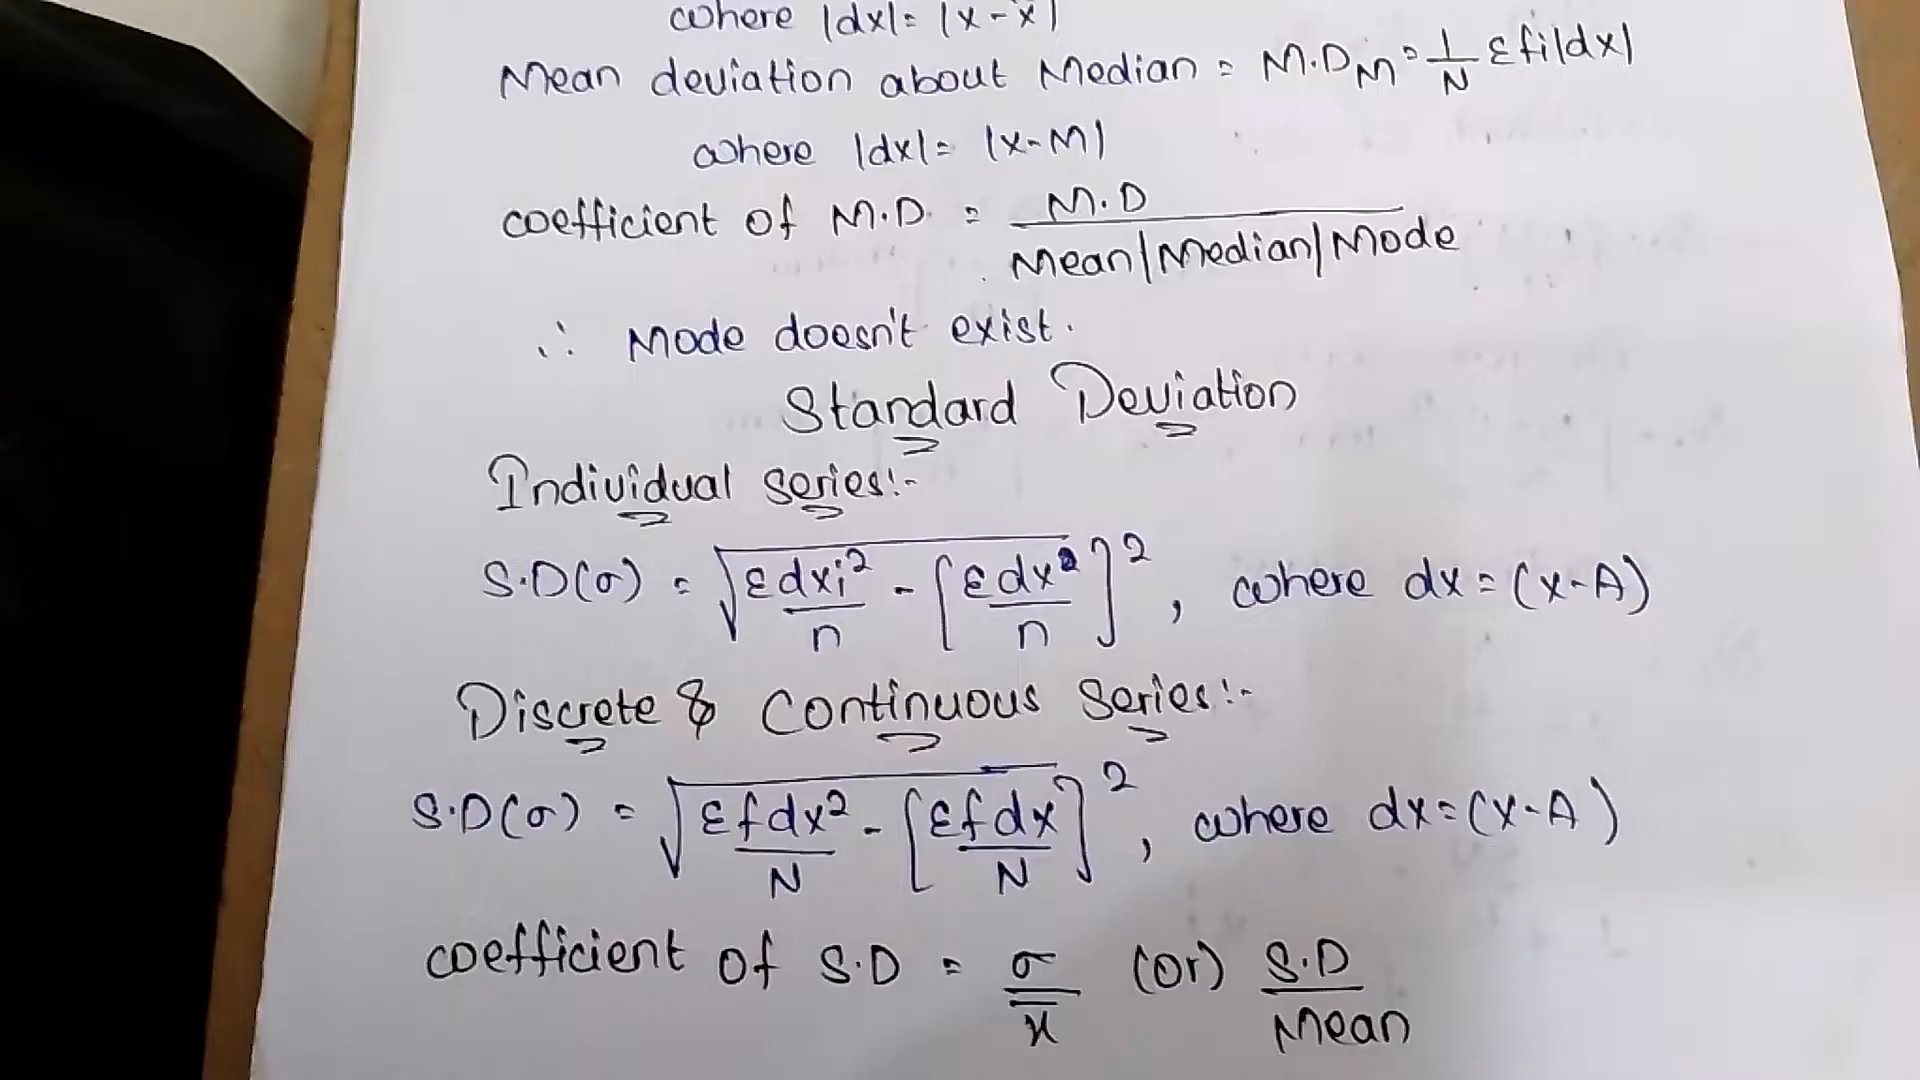 where |dx|= |x-x̄|
Mean deviation about Median = M.D_M = 1/N Σfi|dx|
where |dx|= |x-M|
coefficient of M.D. = M.D / Mean/Median/Mode
∴ Mode doesn't exist.
Standard Deviation
Individual series:-
S.D(σ) = √Σdxi²/n - [Σdx/n]², where dx=(x-A)
Discrete & Continuous Series:-
S.D(σ) = √Σfdx²/N - [Σfdx/N]², where dx=(x-A)
coefficient of S.D = σ/x̄ (or) S.D/Mean